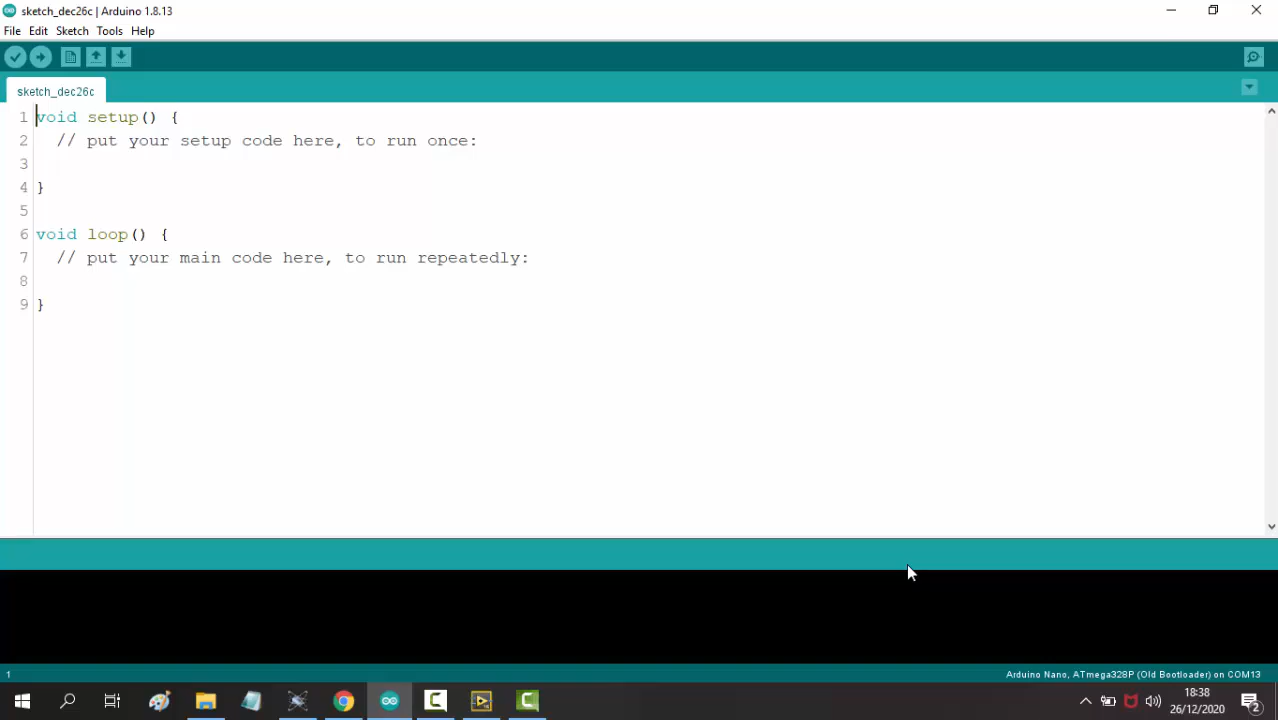 sketch_dec26c | Arduino 1.8.13
File Edit Sketch Tools Help
sketch_dec26c
1 void setup() {
2   // put your setup code here, to run once:
3
4 }
5
6 void loop() {
7   // put your main code here, to run repeatedly:
8
9 }
1 Arduino Nano, ATmega328P (Old Bootloader) on COM13
18:38
26/12/2020
2